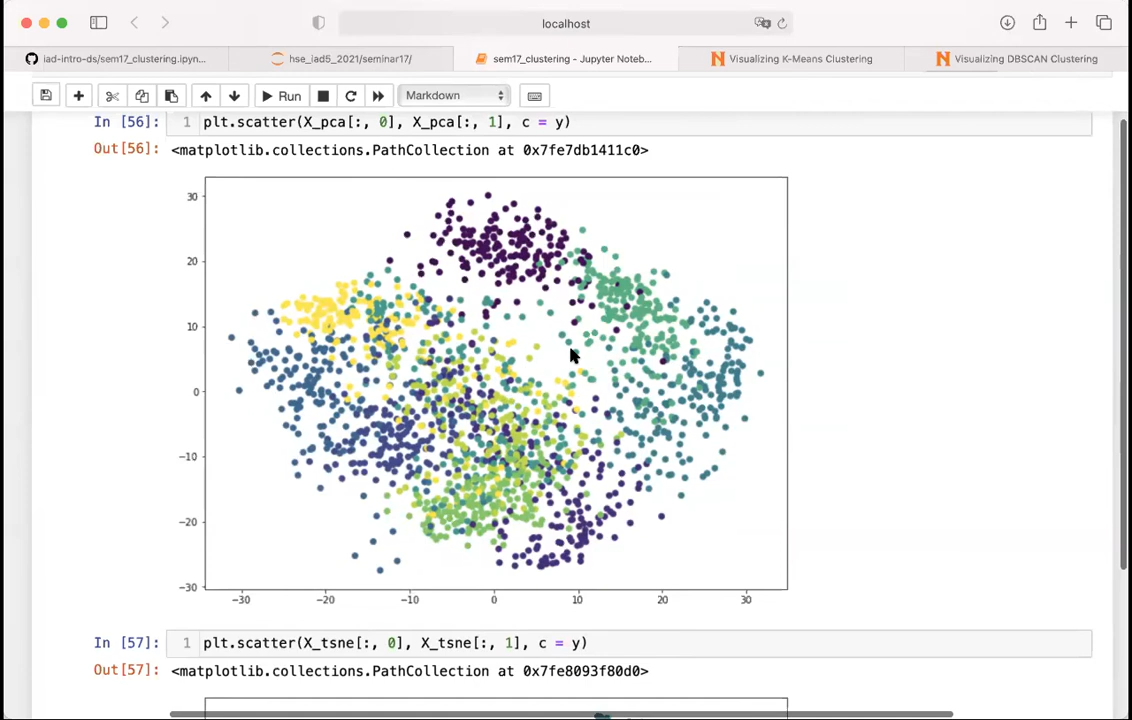 localhost
iad-intro-ds/sem17_clustering.ipyn...
hse_iad5_2021/seminar17/
sem17_clustering - Jupyter Noteb...
Visualizing K-Means Clustering
Visualizing DBSCAN Clustering
Run
Markdown
In [56]: 1 plt.scatter(X_pca[:, 0], X_pca[:, 1], c = y)
Out[56]: <matplotlib.collections.PathCollection at 0x7fe7db1411c0>
30
20
10
0
−10
−20
−30
−30 −20 −10 0 10 20 30
In [57]: 1 plt.scatter(X_tsne[:, 0], X_tsne[:, 1], c = y)
Out[57]: <matplotlib.collections.PathCollection at 0x7fe8093f80d0>